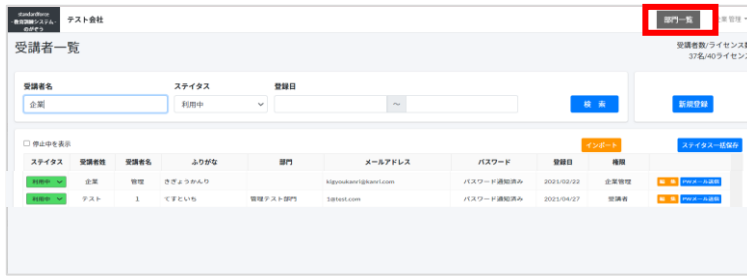 standardforce
-教育訓練システム-
のがぞう
テスト会社
部門一覧
企業 管理
受講者一覧
受講者数/ライセンス数
37名/40ライセンス
受講者名
ステイタス
登録日
企業
利用中
～
検 索
新規登録
停止中を表示
インポート
ステイタス一括保存
ステイタス 受講者姓 受講者名 ふりがな 部門 メールアドレス パスワード 登録日 権限
利用中 企業 管理 きぎょうかんり kigyoukanri@kanri.com パスワード通知済み 2021/02/22 企業管理 編 集 PWメール送信
利用中 テスト 1 てすといち 管理テスト部門 1@test.com パスワード通知済み 2021/04/27 受講者 編 集 PWメール送信